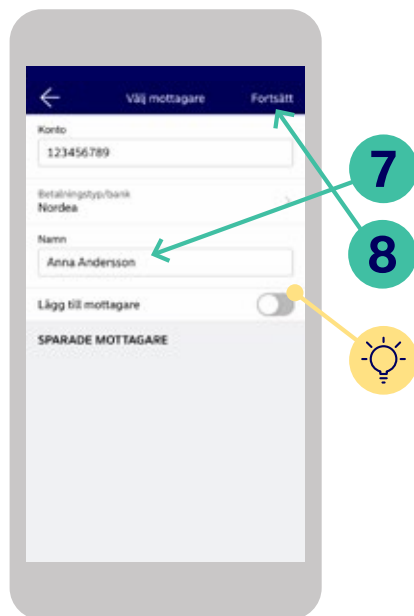 Välj mottagare
Fortsätt
Konto
123456789
Betalningstyp/bank
Nordea
Namn
Anna Andersson
Lägg till mottagare
SPARADE MOTTAGARE
7
8